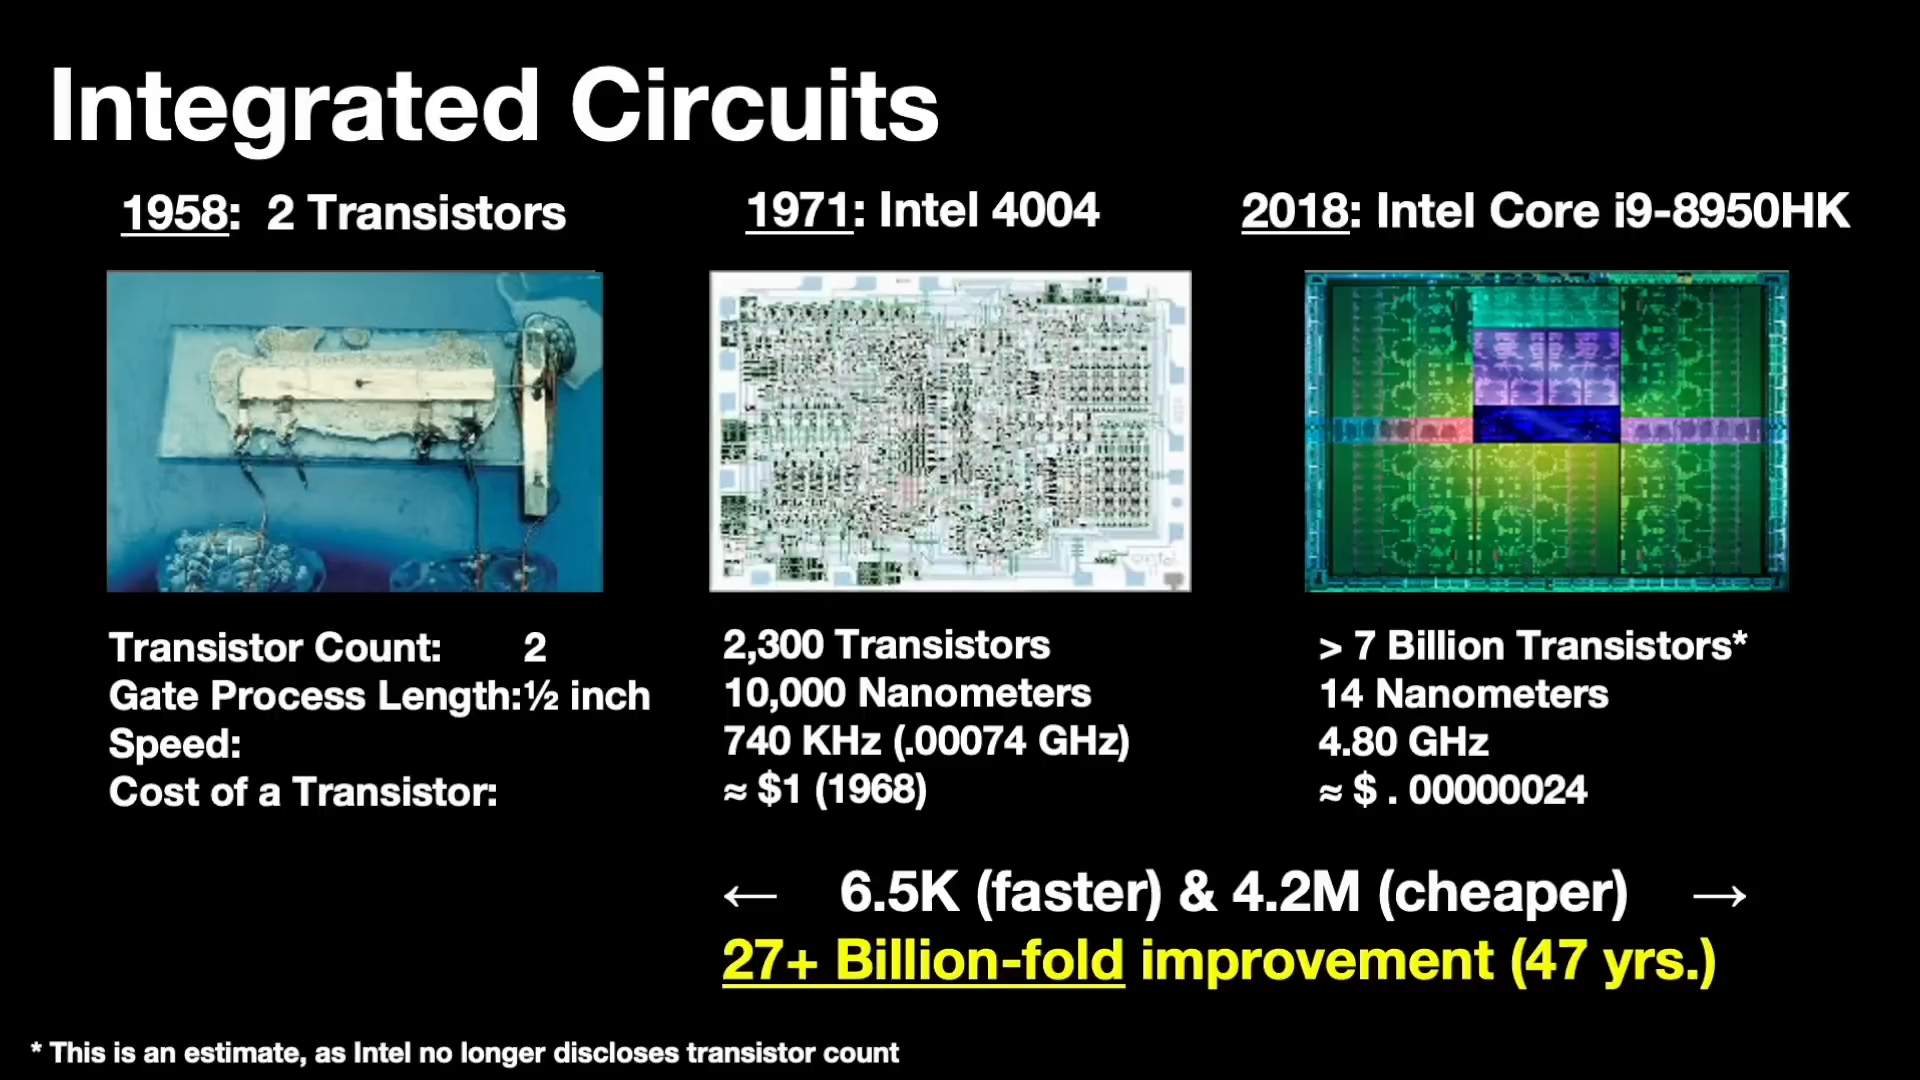 Integrated Circuits
1958: 2 Transistors
Transistor Count: 2
Gate Process Length:½ inch
Speed:
Cost of a Transistor:
1971: Intel 4004
2,300 Transistors
10,000 Nanometers
740 KHz (.00074 GHz)
≈ $1 (1968)
2018: Intel Core i9-8950HK
> 7 Billion Transistors*
14 Nanometers
4.80 GHz
≈ $ . 00000024
← 6.5K (faster) & 4.2M (cheaper) →
27+ Billion-fold improvement (47 yrs.)
* This is an estimate, as Intel no longer discloses transistor count